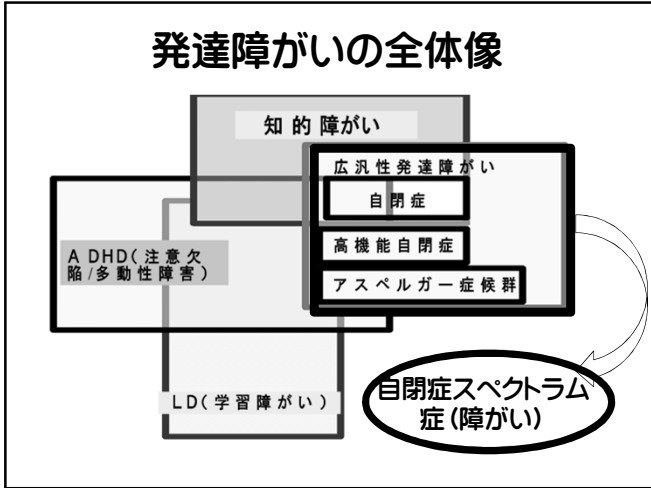 発達障がいの全体像
知的障がい
広汎性発達障がい
自閉症
高機能自閉症
アスペルガー症候群
ADHD(注意欠
陥/多動性障害)
LD(学習障がい)
自閉症スペクトラム
症(障がい)